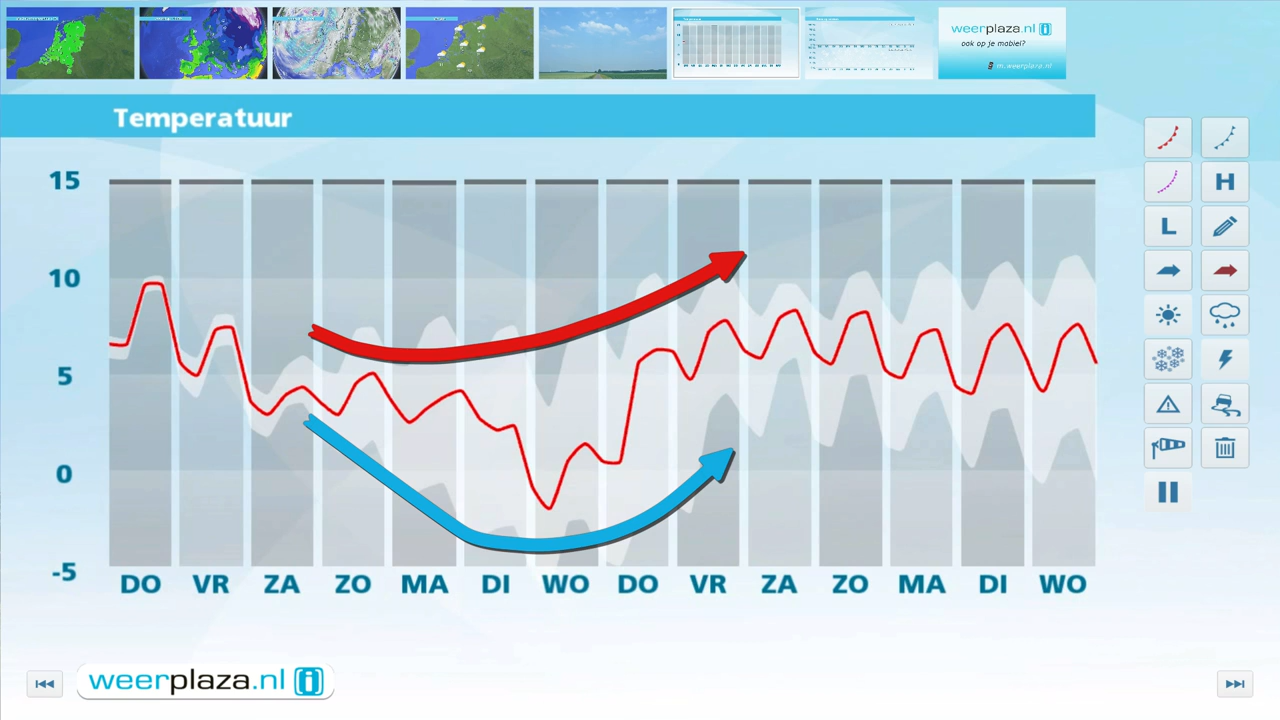 weerplaza.nl i
ook op je mobiel?
m.weerplaza.nl
Temperatuur
15
10
5
0
-5
DO VR ZA ZO MA DI WO DO VR ZA ZO MA DI WO
H
L
weerplaza.nl i